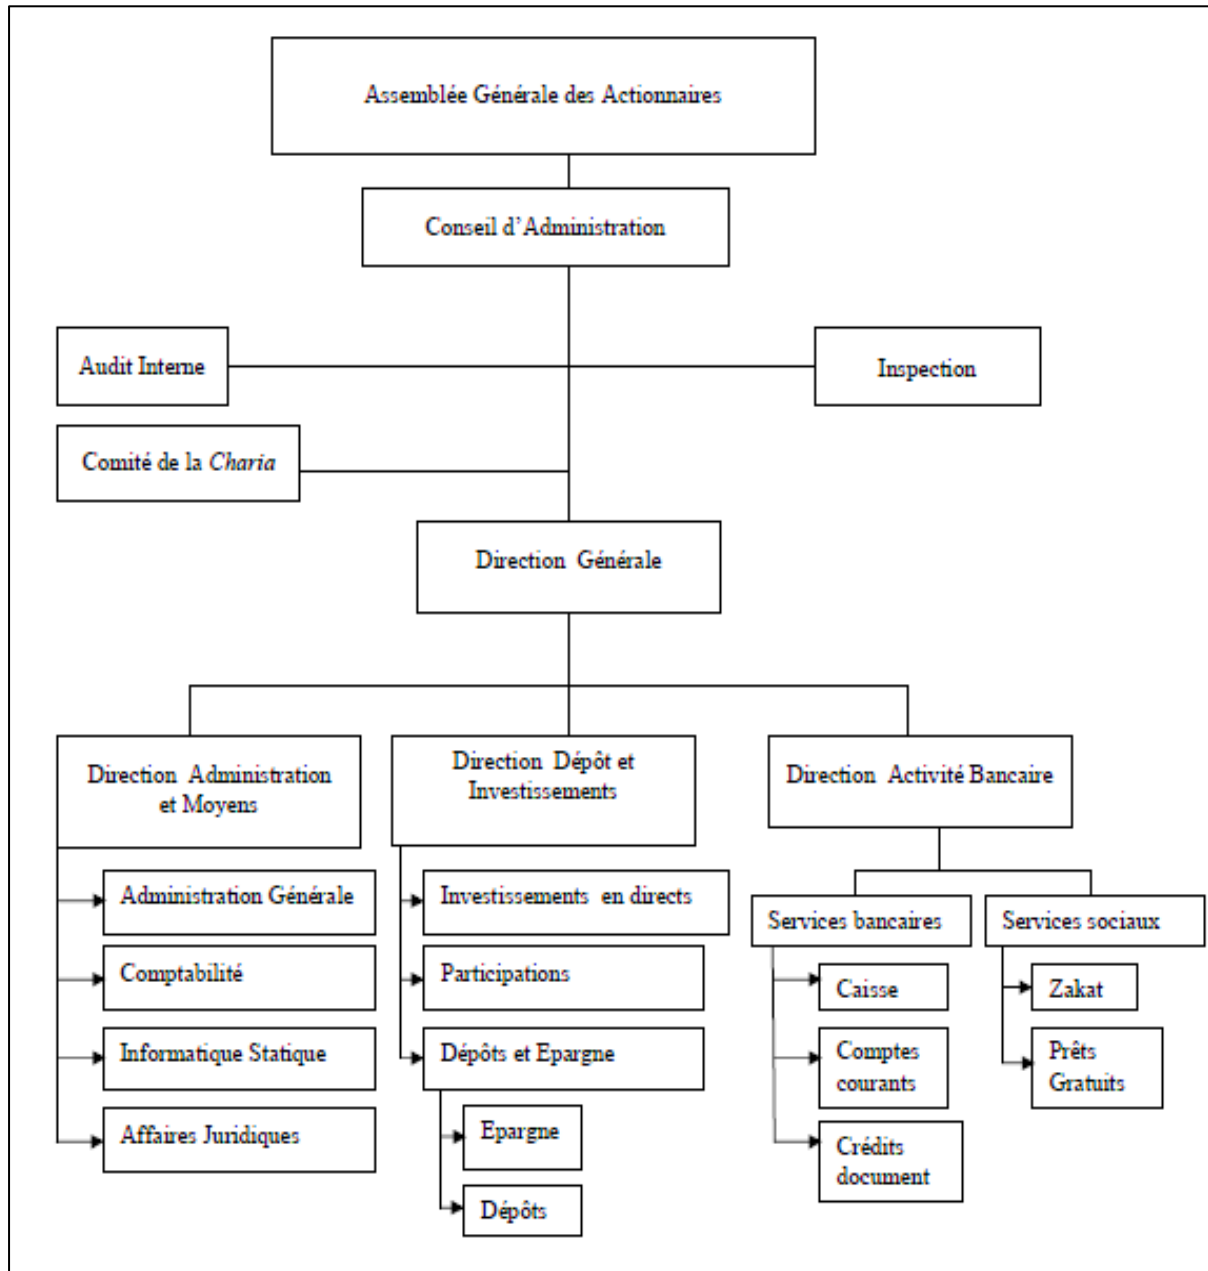 Assemblée Générale des Actionnaires
Conseil d'Administration
Audit Interne
Inspection
Comité de la Charia
Direction Générale
Direction Administration
et Moyens
Direction Dépôt et
Investissements
Direction Activité Bancaire
Administration Générale
Comptabilité
Informatique Statique
Affaires Juridiques
Investissements en directs
Participations
Dépôts et Epargne
Epargne
Dépôts
Services bancaires
Caisse
Comptes
courants
Crédits
document
Services sociaux
Zakat
Prêts
Gratuits